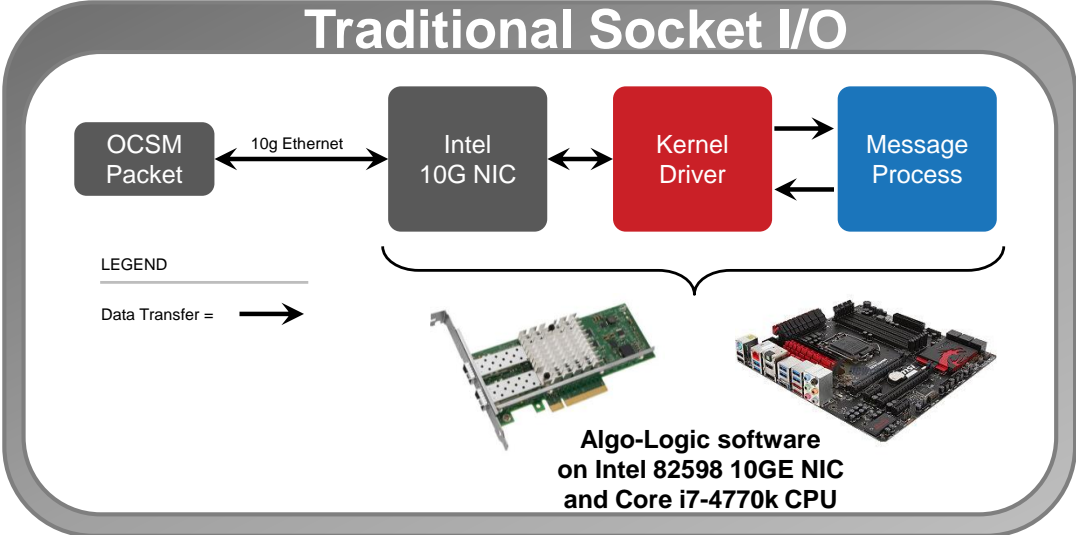 Traditional Socket I/O
OCSM
Packet
10g Ethernet
Intel
10G NIC
Kernel
Driver
Message
Process
LEGEND
Data Transfer =
Algo-Logic software
on Intel 82598 10GE NIC
and Core i7-4770k CPU